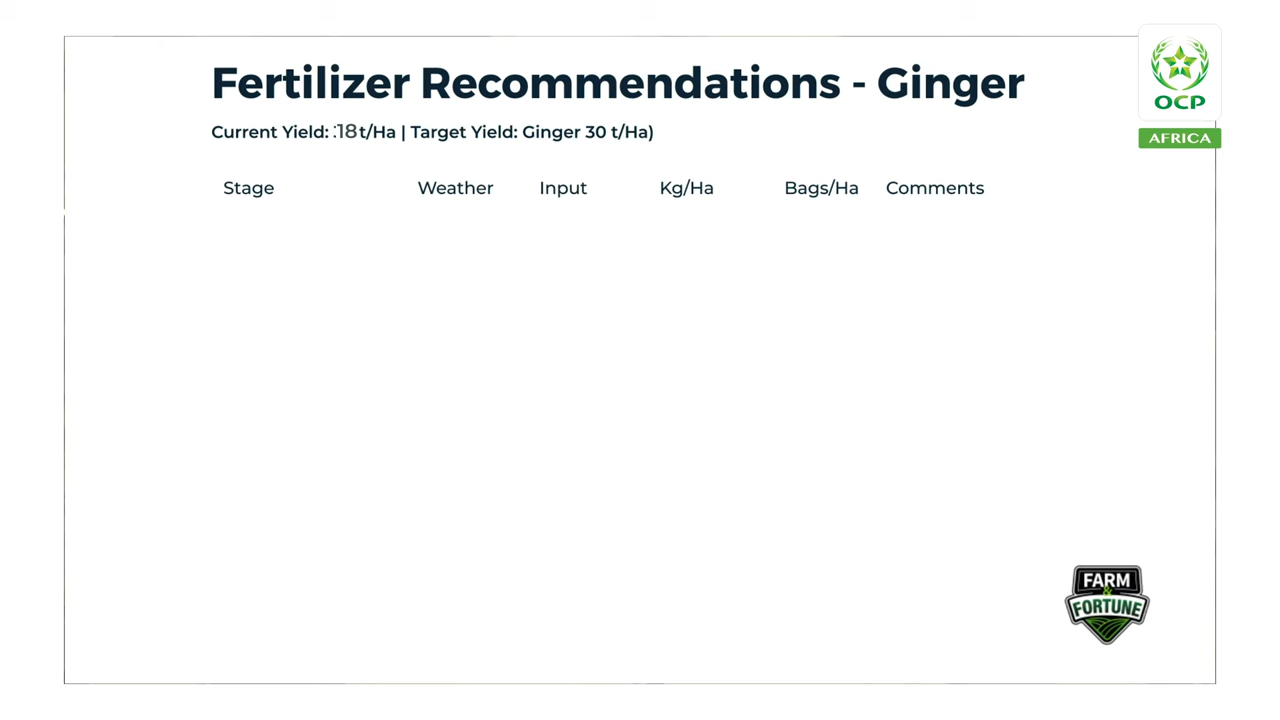 Fertilizer Recommendations - Ginger
Current Yield: :18t/Ha | Target Yield: Ginger 30 t/Ha)
Stage Weather Input Kg/Ha Bags/Ha Comments
OCP
AFRICA
FARM
&
FORTUNE